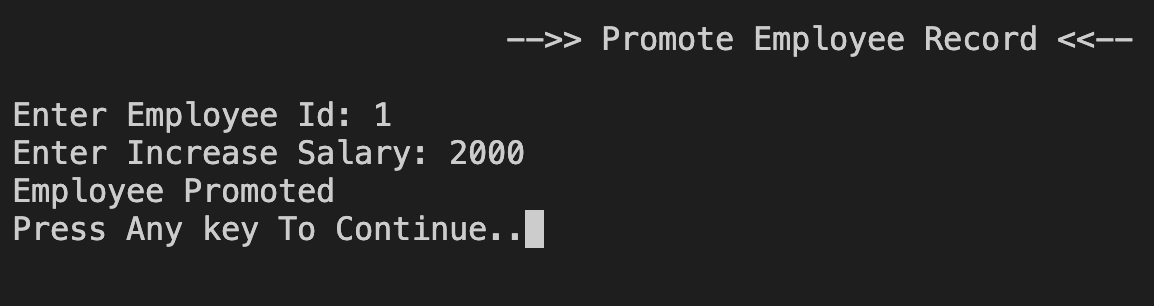 -->> Promote Employee Record <<--
Enter Employee Id: 1
Enter Increase Salary: 2000
Employee Promoted
Press Any key To Continue..